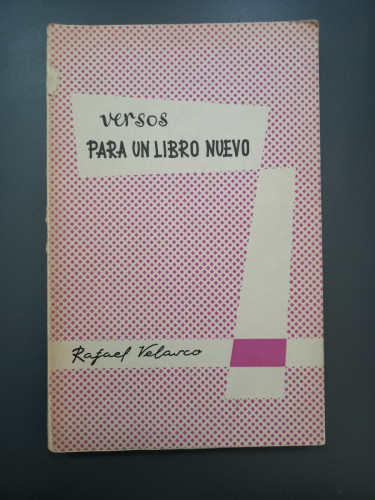 versos
PARA UN LIBRO NUEVO
Rafael Velasco